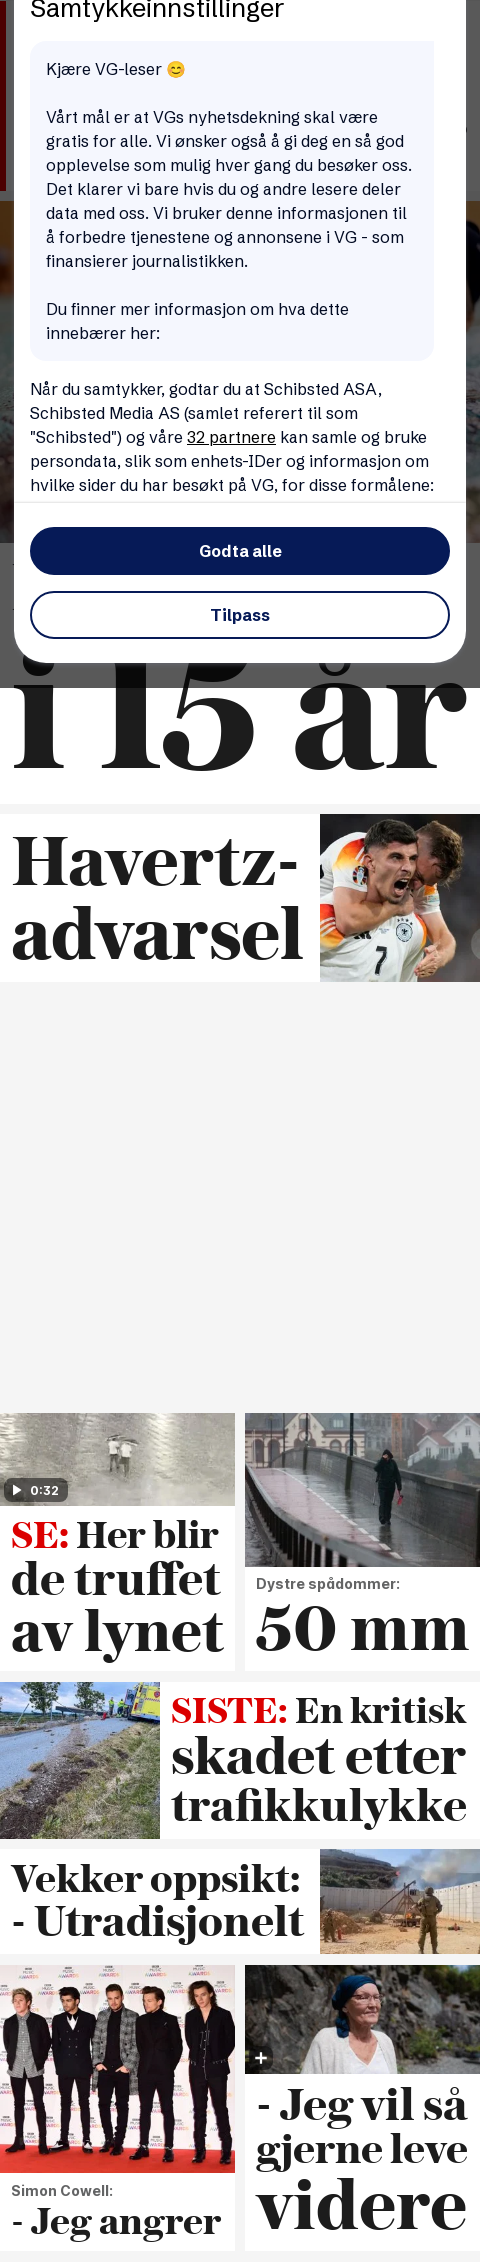 Samtykkeinnstillinger
Kjære VG-leser 😊
Vårt mål er at VGs nyhetsdekning skal være
gratis for alle. Vi ønsker også å gi deg en så god
opplevelse som mulig hver gang du besøker oss.
Det klarer vi bare hvis du og andre lesere deler
data med oss. Vi bruker denne informasjonen til
å forbedre tjenestene og annonsene i VG - som
finansierer journalistikken.
Du finner mer informasjon om hva dette
innebærer her:
Når du samtykker, godtar du at Schibsted ASA,
Schibsted Media AS (samlet referert til som
"Schibsted") og våre 32 partnere kan samle og bruke
persondata, slik som enhets-IDer og informasjon om
hvilke sider du har besøkt på VG, for disse formålene:
Godta alle
Tilpass
i 15 år
Havertz-
advarsel
7
0:32
SE: Her blir
de truffet
av lynet
Dystre spådommer:
50 mm
SISTE: En kritisk
skadet etter
trafikkulykke
Vekker oppsikt:
- Utradisjonelt
Simon Cowell:
- Jeg angrer
- Jeg vil så
gjerne leve
videre